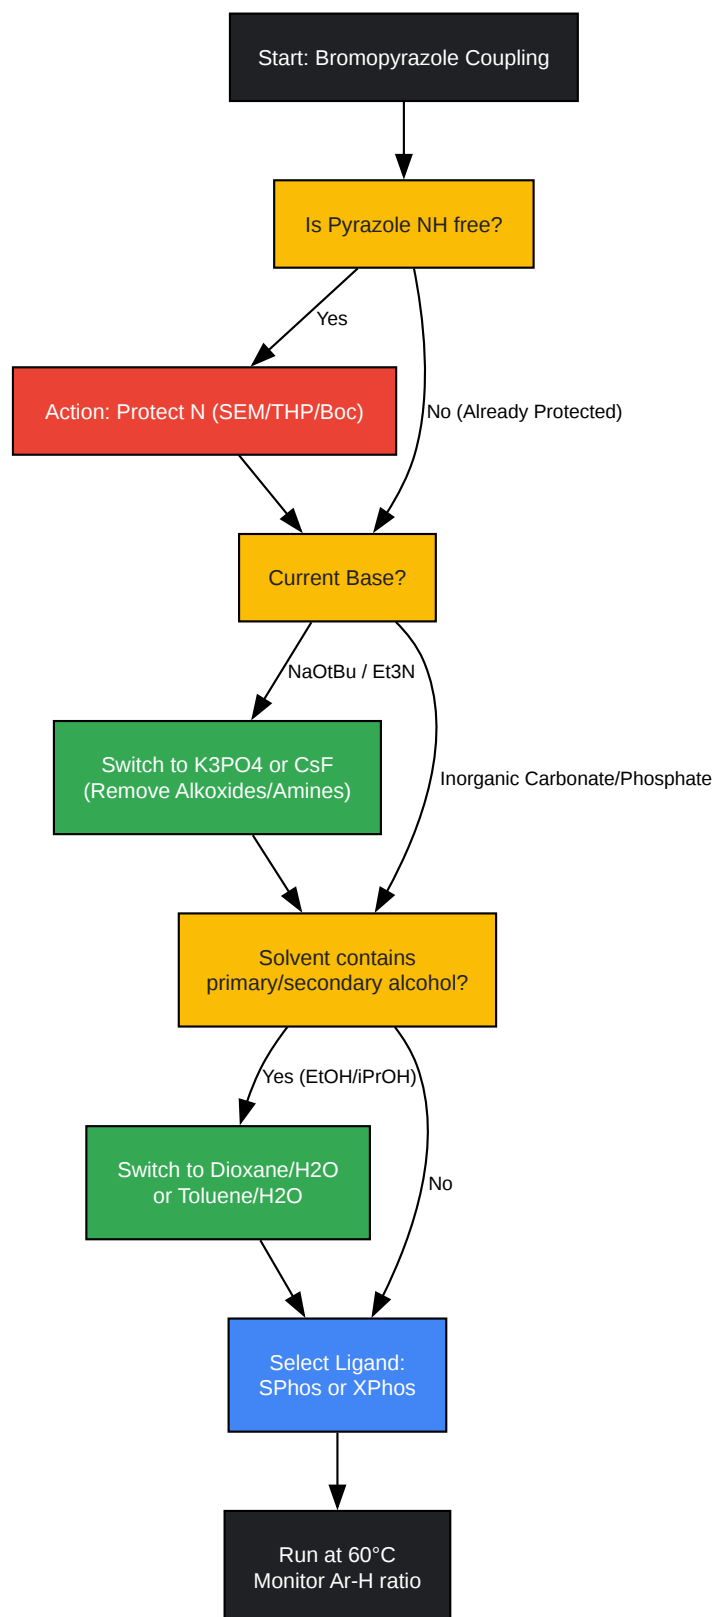 Start: Bromopyrazole Coupling
Is Pyrazole NH free?
Yes
Action: Protect N (SEM/THP/Boc)
No (Already Protected)
Current Base?
NaOtBu / Et3N
Switch to K3PO4 or CsF
(Remove Alkoxides/Amines)
Inorganic Carbonate/Phosphate
Solvent contains
primary/secondary alcohol?
Yes (EtOH/iPrOH)
Switch to Dioxane/H2O
or Toluene/H2O
No
Select Ligand:
SPhos or XPhos
Run at 60°C
Monitor Ar-H ratio